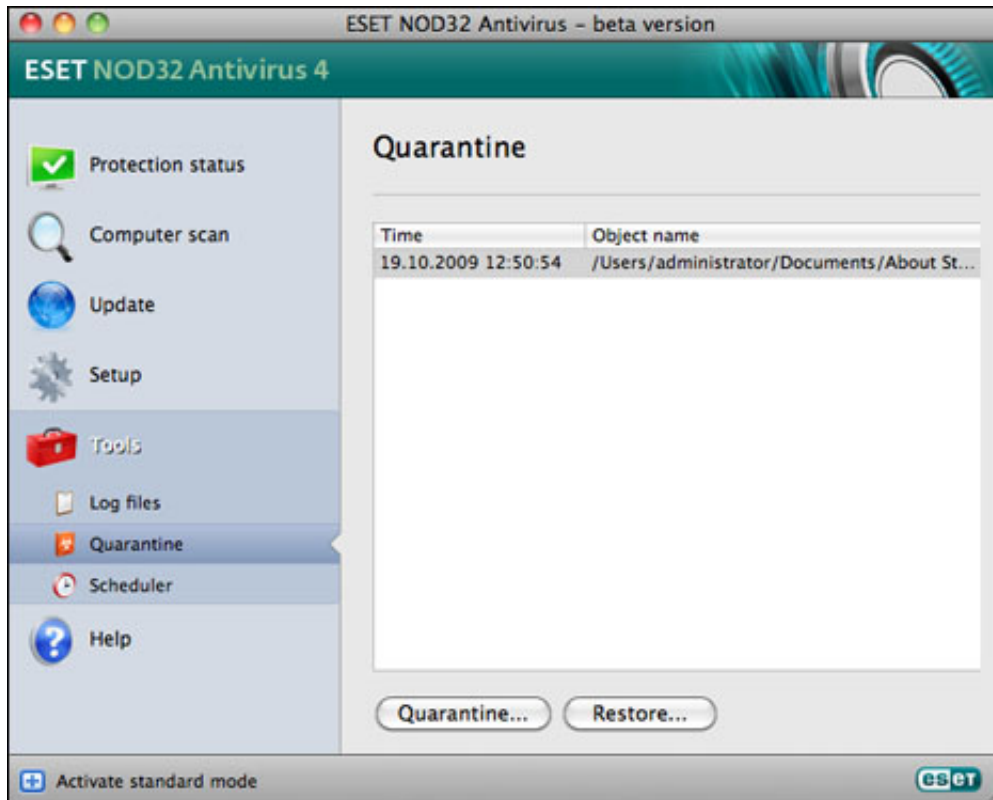 ESET NOD32 Antivirus – beta version
ESET NOD32 Antivirus 4
Protection status
Computer scan
Update
Setup
Tools
Log files
Quarantine
Scheduler
Help
Quarantine
Time Object name
19.10.2009 12:50:54 /Users/administrator/Documents/About St...
Quarantine... Restore...
Activate standard mode
eseT